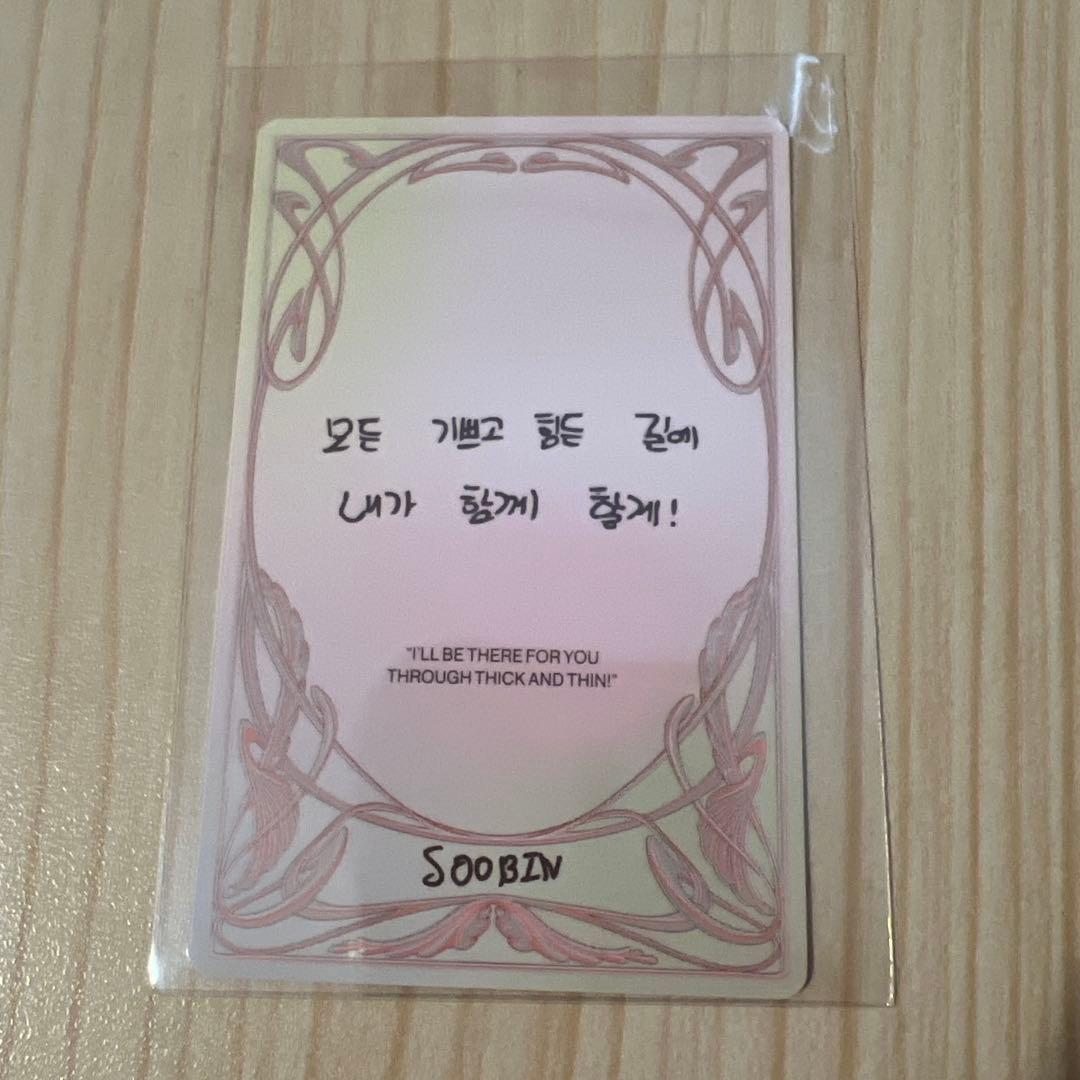 모든 기쁘고 힘든 길에
내가 함께 할게!
"I'LL BE THERE FOR YOU
THROUGH THICK AND THIN!"
SOOBIN